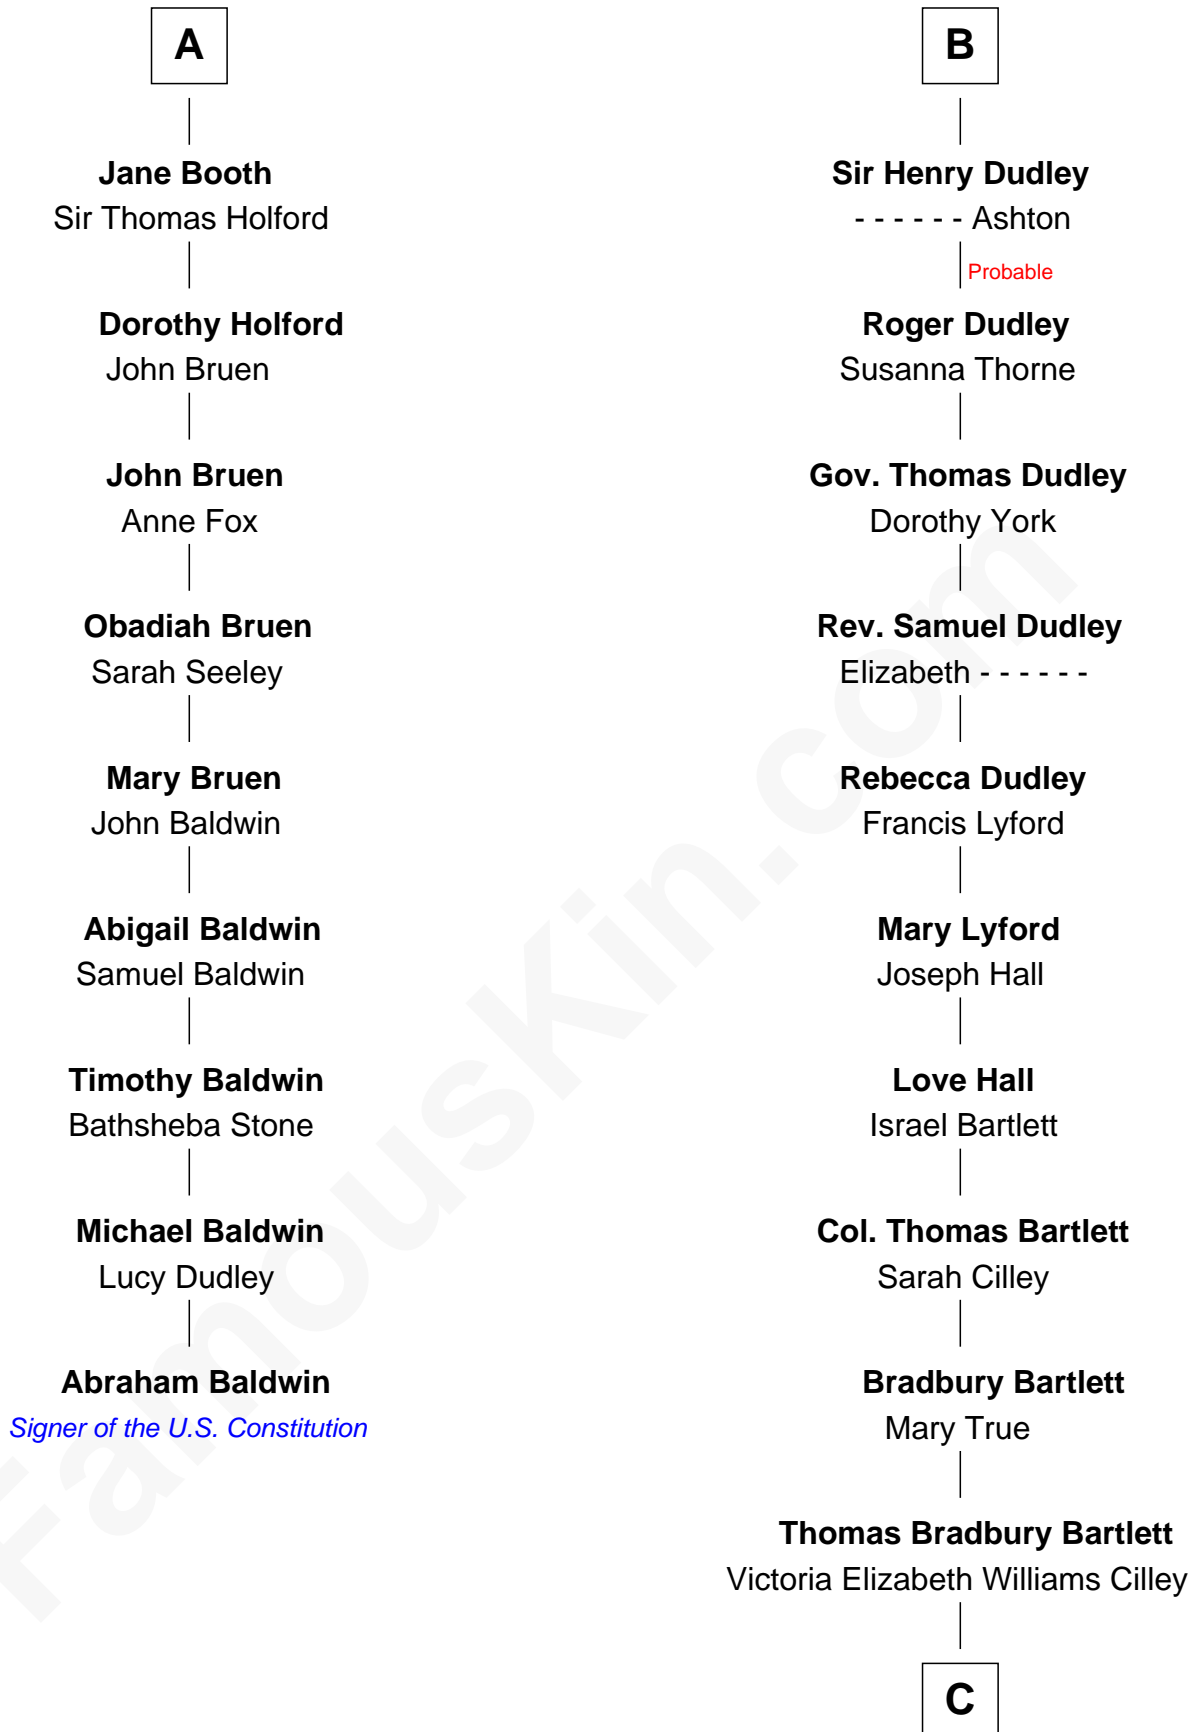 A
Jane Booth
Sir Thomas Holford
Dorothy Holford
John Bruen
John Bruen
Anne Fox
Obadiah Bruen
Sarah Seeley
Mary Bruen
John Baldwin
Abigail Baldwin
Samuel Baldwin
Timothy Baldwin
Bathsheba Stone
Michael Baldwin
Lucy Dudley
Abraham Baldwin
Signer of the U.S. Constitution
B
Sir Henry Dudley
- - - - - - Ashton
Probable
Roger Dudley
Susanna Thorne
Gov. Thomas Dudley
Dorothy York
Rev. Samuel Dudley
Elizabeth - - - - - -
Rebecca Dudley
Francis Lyford
Mary Lyford
Joseph Hall
Love Hall
Israel Bartlett
Col. Thomas Bartlett
Sarah Cilley
Bradbury Bartlett
Mary True
Thomas Bradbury Bartlett
Victoria Elizabeth Williams Cilley
C
FamousKin.com